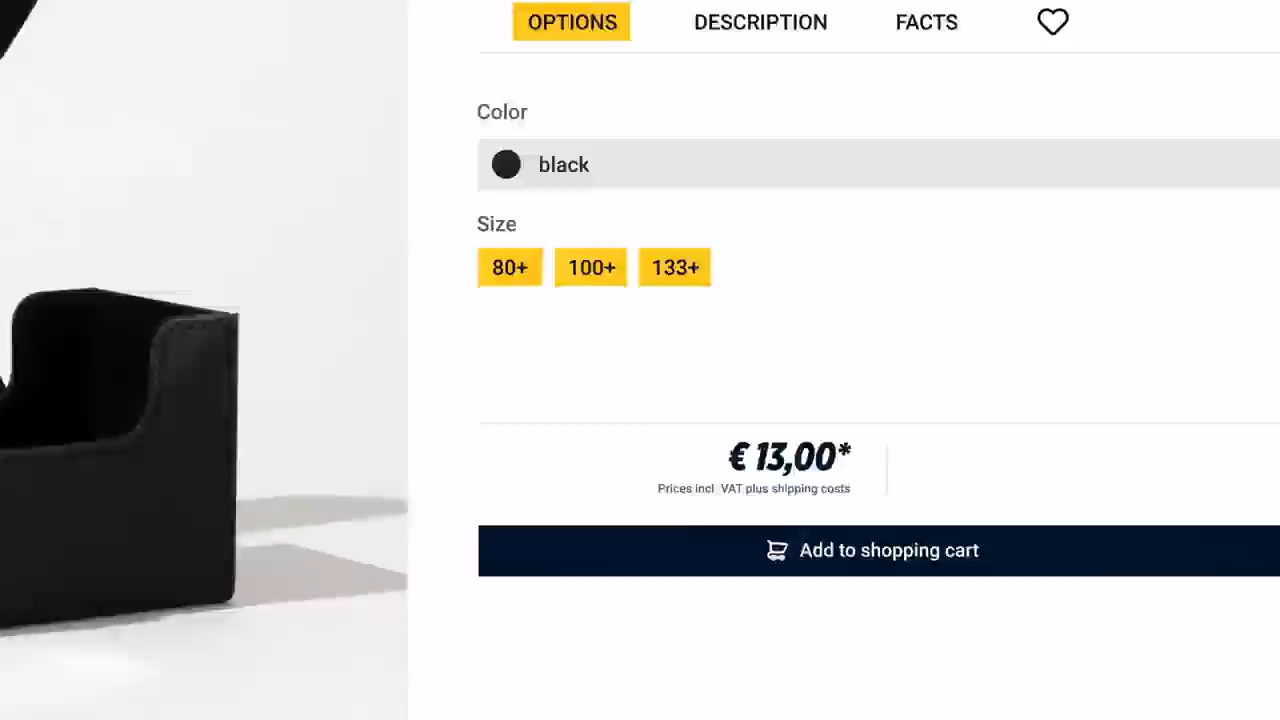 OPTIONS DESCRIPTION FACTS
Color
black
Size
80+ 100+ 133+
€ 13,00*
Prices incl. VAT plus shipping costs
Add to shopping cart